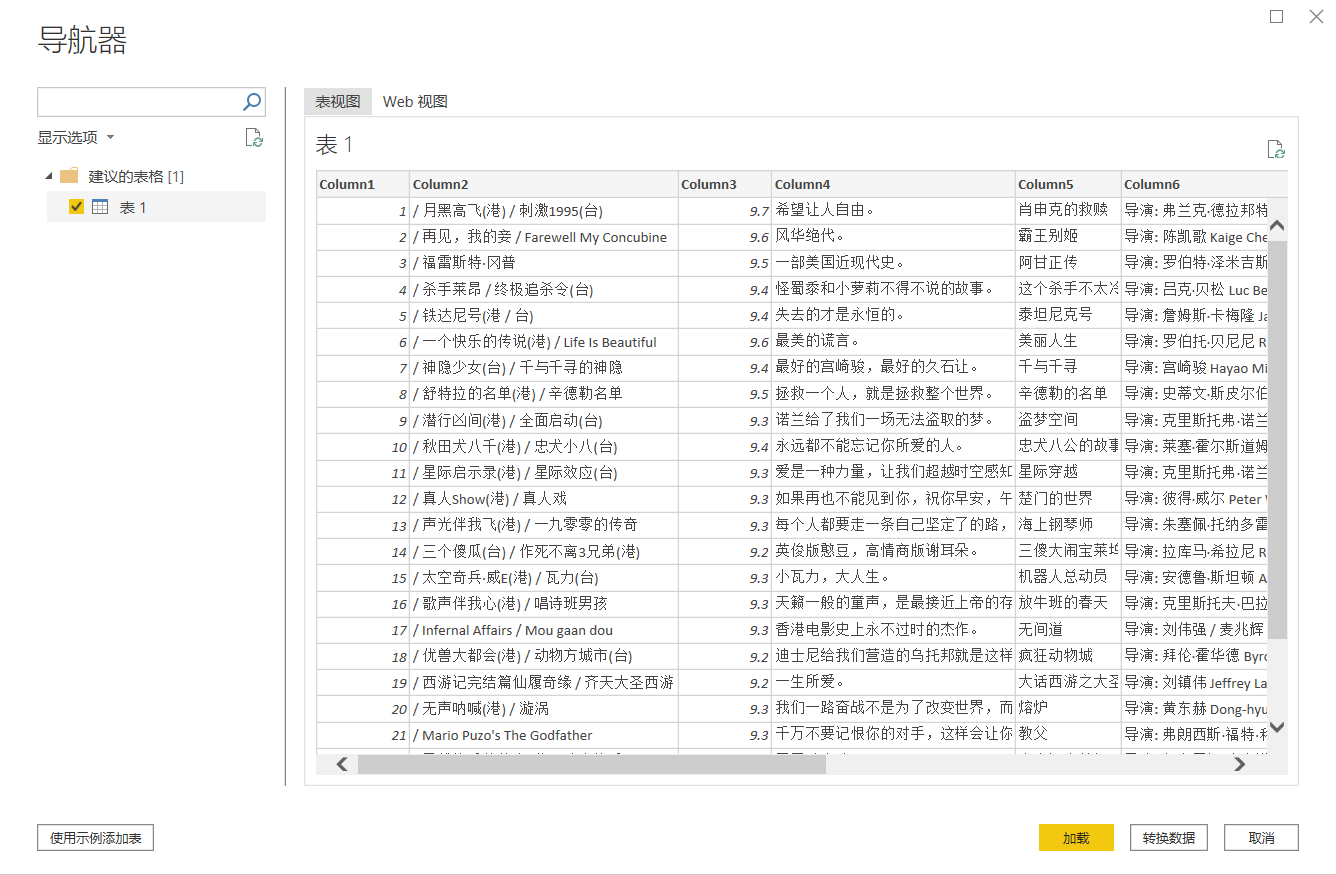 导航器
显示选项
建议的表格 [1]
表 1
表视图 Web 视图
表 1
Column1 Column2 Column3 Column4 Column5 Column6
1 / 月黑高飞(港) / 刺激1995(台) 9.7 希望让人自由。 肖申克的救赎 导演: 弗兰克·德拉邦特
2 / 再见，我的妾 / Farewell My Concubine 9.6 风华绝代。 霸王别姬 导演: 陈凯歌 Kaige Che
3 / 福雷斯特·冈普 9.5 一部美国近现代史。 阿甘正传 导演: 罗伯特·泽米吉斯
4 / 杀手莱昂 / 终极追杀令(台) 9.4 怪蜀黍和小萝莉不得不说的故事。 这个杀手不太冷 导演: 吕克·贝松 Luc Be
5 / 铁达尼号(港 / 台) 9.4 失去的才是永恒的。 泰坦尼克号 导演: 詹姆斯·卡梅隆 Ja
6 / 一个快乐的传说(港) / Life Is Beautiful 9.6 最美的谎言。 美丽人生 导演: 罗伯托·贝尼尼 R
7 / 神隐少女(台) / 千与千寻的神隐 9.4 最好的宫崎骏，最好的久石让。 千与千寻 导演: 宫崎骏 Hayao Mi
8 / 舒特拉的名单(港) / 辛德勒名单 9.5 拯救一个人，就是拯救整个世界。 辛德勒的名单 导演: 史蒂文·斯皮尔伯
9 / 潜行凶间(港) / 全面启动(台) 9.3 诺兰给了我们一场无法盗取的梦。 盗梦空间 导演: 克里斯托弗·诺兰
10 / 秋田犬八千(港) / 忠犬小八(台) 9.4 永远都不能忘记你所爱的人。 忠犬八公的故事 导演: 莱塞·霍尔斯道姆
11 / 星际启示录(港) / 星际效应(台) 9.3 爱是一种力量，让我们超越时空感知 星际穿越 导演: 克里斯托弗·诺兰
12 / 真人Show(港) / 真人戏 9.3 如果再也不能见到你，祝你早安，午 楚门的世界 导演: 彼得·威尔 Peter
13 / 声光伴我飞(港) / 一九零零的传奇 9.3 每个人都要走一条自己坚定了的路， 海上钢琴师 导演: 朱塞佩·托纳多雷
14 / 三个傻瓜(台) / 作死不离3兄弟(港) 9.2 英俊版憨豆，高情商版谢耳朵。 三傻大闹宝莱坞 导演: 拉库马·希拉尼 R
15 / 太空奇兵·威E(港) / 瓦力(台) 9.3 小瓦力，大人生。 机器人总动员 导演: 安德鲁·斯坦顿 A
16 / 歌声伴我心(港) / 唱诗班男孩 9.3 天籁一般的童声，是最接近上帝的存 放牛班的春天 导演: 克里斯托夫·巴拉
17 / Infernal Affairs / Mou gaan dou 9.3 香港电影史上永不过时的杰作。 无间道 导演: 刘伟强 / 麦兆辉
18 / 优兽大都会(港) / 动物方城市(台) 9.2 迪士尼给我们营造的乌托邦就是这样 疯狂动物城 导演: 拜伦·霍华德 Byro
19 / 西游记完结篇仙履奇缘 / 齐天大圣西游 9.2 一生所爱。 大话西游之大圣 导演: 刘镇伟 Jeffrey La
20 / 无声呐喊(港) / 漩涡 9.3 我们一路奋战不是为了改变世界，而 熔炉 导演: 黄东赫 Dong-hyu
21 / Mario Puzo's The Godfather 9.3 千万不要记恨你的对手，这样会让你 教父 导演: 弗朗西斯·福特·科
使用示例添加表 加载 转换数据 取消